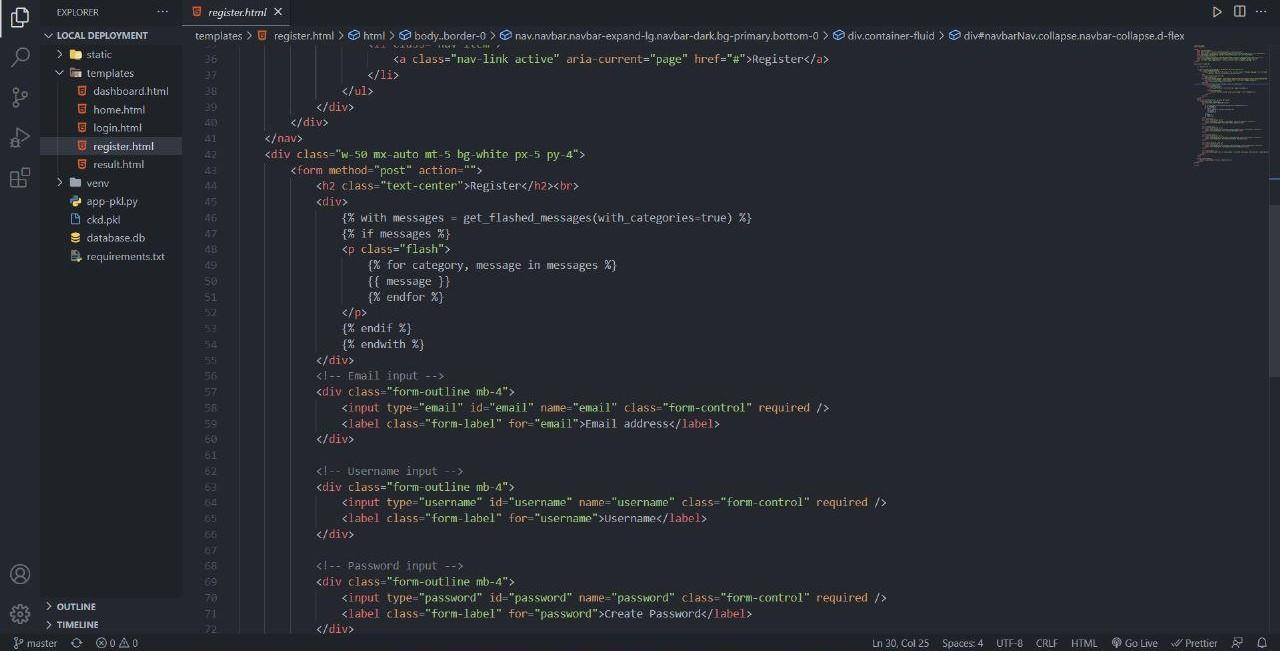 EXPLORER ···
register.html ×
LOCAL DEPLOYMENT
static
templates
dashboard.html
home.html
login.html
register.html
result.html
venv
app-pkl.py
ckd.pkl
database.db
requirements.txt
OUTLINE
TIMELINE
templates > register.html > html > body..border-0 > nav.navbar.navbar-expand-lg.navbar-dark.bg-primary.bottom-0 > div.container-fluid > div#navbarNav.collapse.navbar-collapse.d-flex
36 <a class="nav-link active" aria-current="page" href="#">Register</a>
37 </li>
38 </ul>
39 </div>
40 </div>
41 </nav>
42 <div class="w-50 mx-auto mt-5 bg-white px-5 py-4">
43 <form method="post" action="">
44 <h2 class="text-center">Register</h2><br>
45 <div>
46 {% with messages = get_flashed_messages(with_categories=true) %}
47 {% if messages %}
48 <p class="flash">
49 {% for category, message in messages %}
50 {{ message }}
51 {% endfor %}
52 </p>
53 {% endif %}
54 {% endwith %}
55 </div>
56 <!-- Email input -->
57 <div class="form-outline mb-4">
58 <input type="email" id="email" name="email" class="form-control" required />
59 <label class="form-label" for="email">Email address</label>
60 </div>
61
62 <!-- Username input -->
63 <div class="form-outline mb-4">
64 <input type="username" id="username" name="username" class="form-control" required />
65 <label class="form-label" for="username">Username</label>
66 </div>
67
68 <!-- Password input -->
69 <div class="form-outline mb-4">
70 <input type="password" id="password" name="password" class="form-control" required />
71 <label class="form-label" for="password">Create Password</label>
72 </div>
master 0 0 Ln 30, Col 25 Spaces: 4 UTF-8 CRLF HTML Go Live Prettier